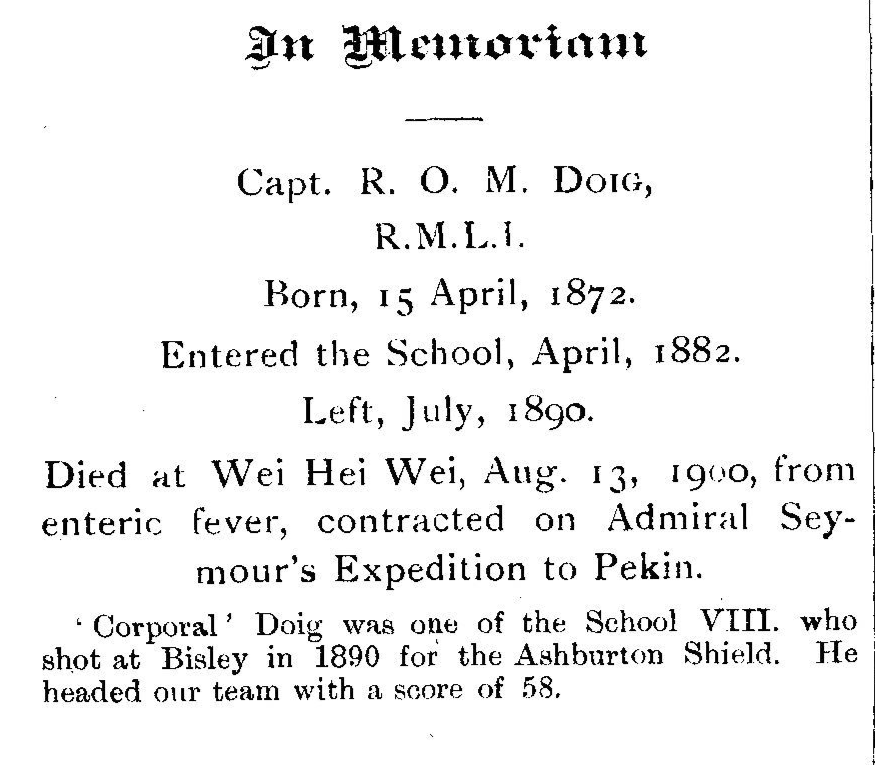 In Memoriam
Capt. R. O. M. Doig,
R.M.L.I.
Born, 15 April, 1872.
Entered the School, April, 1882.
Left, July, 1890.
Died at Wei Hei Wei, Aug. 13, 1900, from
enteric fever, contracted on Admiral Sey-
mour's Expedition to Pekin.
‘Corporal’ Doig was one of the School VIII. who
shot at Bisley in 1890 for the Ashburton Shield. He
headed our team with a score of 58.